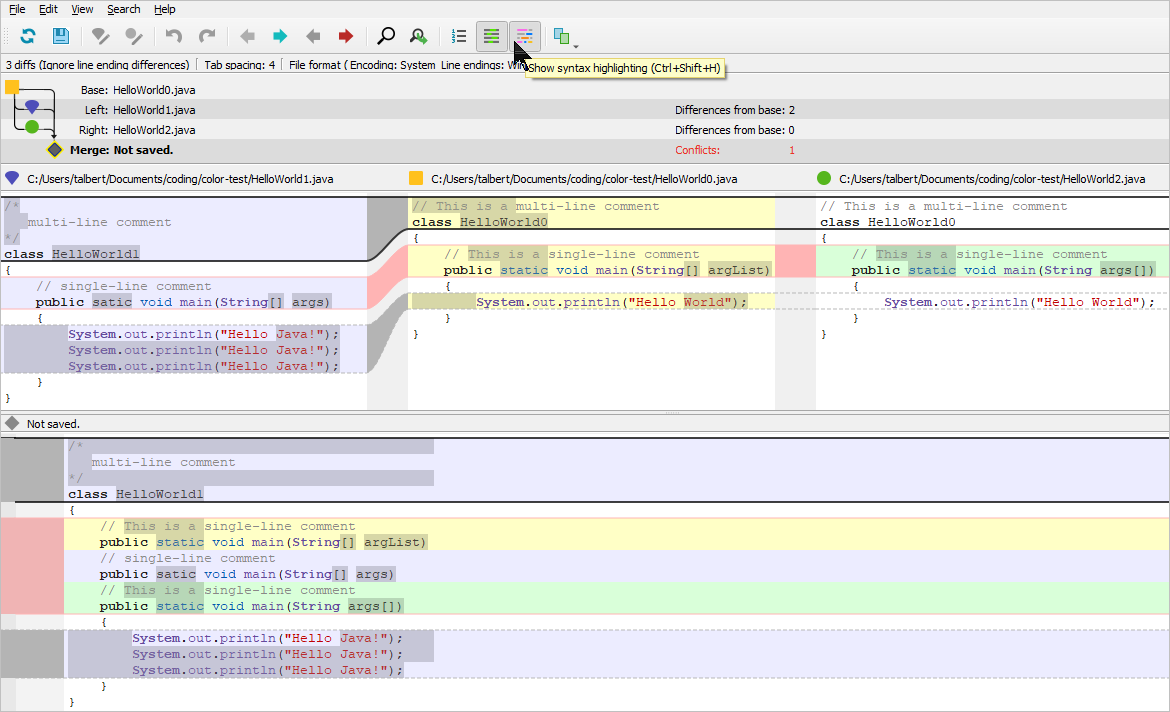 File Edit View Search Help
3 diffs (Ignore line ending differences) Tab spacing: 4 File format ( Encoding: System Line endings:
Show syntax highlighting (Ctrl+Shift+H)
Base: HelloWorld0.java
Left: HelloWorld1.java Differences from base: 2
Right: HelloWorld2.java Differences from base: 0
Merge: Not saved. Conflicts: 1
C:/Users/talbert/Documents/coding/color-test/HelloWorld1.java
/*
multi-line comment
*/
class HelloWorld1
{
// single-line comment
public satic void main(String[] args)
{
System.out.println("Hello Java!");
System.out.println("Hello Java!");
System.out.println("Hello Java!");
}
}
C:/Users/talbert/Documents/coding/color-test/HelloWorld0.java
// This is a multi-line comment
class HelloWorld0
{
// This is a single-line comment
public static void main(String[] argList)
{
System.out.println("Hello World");
}
}
C:/Users/talbert/Documents/coding/color-test/HelloWorld2.java
// This is a multi-line comment
class HelloWorld0
{
// This is a single-line comment
public static void main(String args[])
{
System.out.println("Hello World");
}
}
Not saved.
/*
multi-line comment
*/
class HelloWorld1
{
// This is a single-line comment
public static void main(String[] argList)
// single-line comment
public satic void main(String[] args)
// This is a single-line comment
public static void main(String args[])
{
System.out.println("Hello Java!");
System.out.println("Hello Java!");
System.out.println("Hello Java!");
}
}